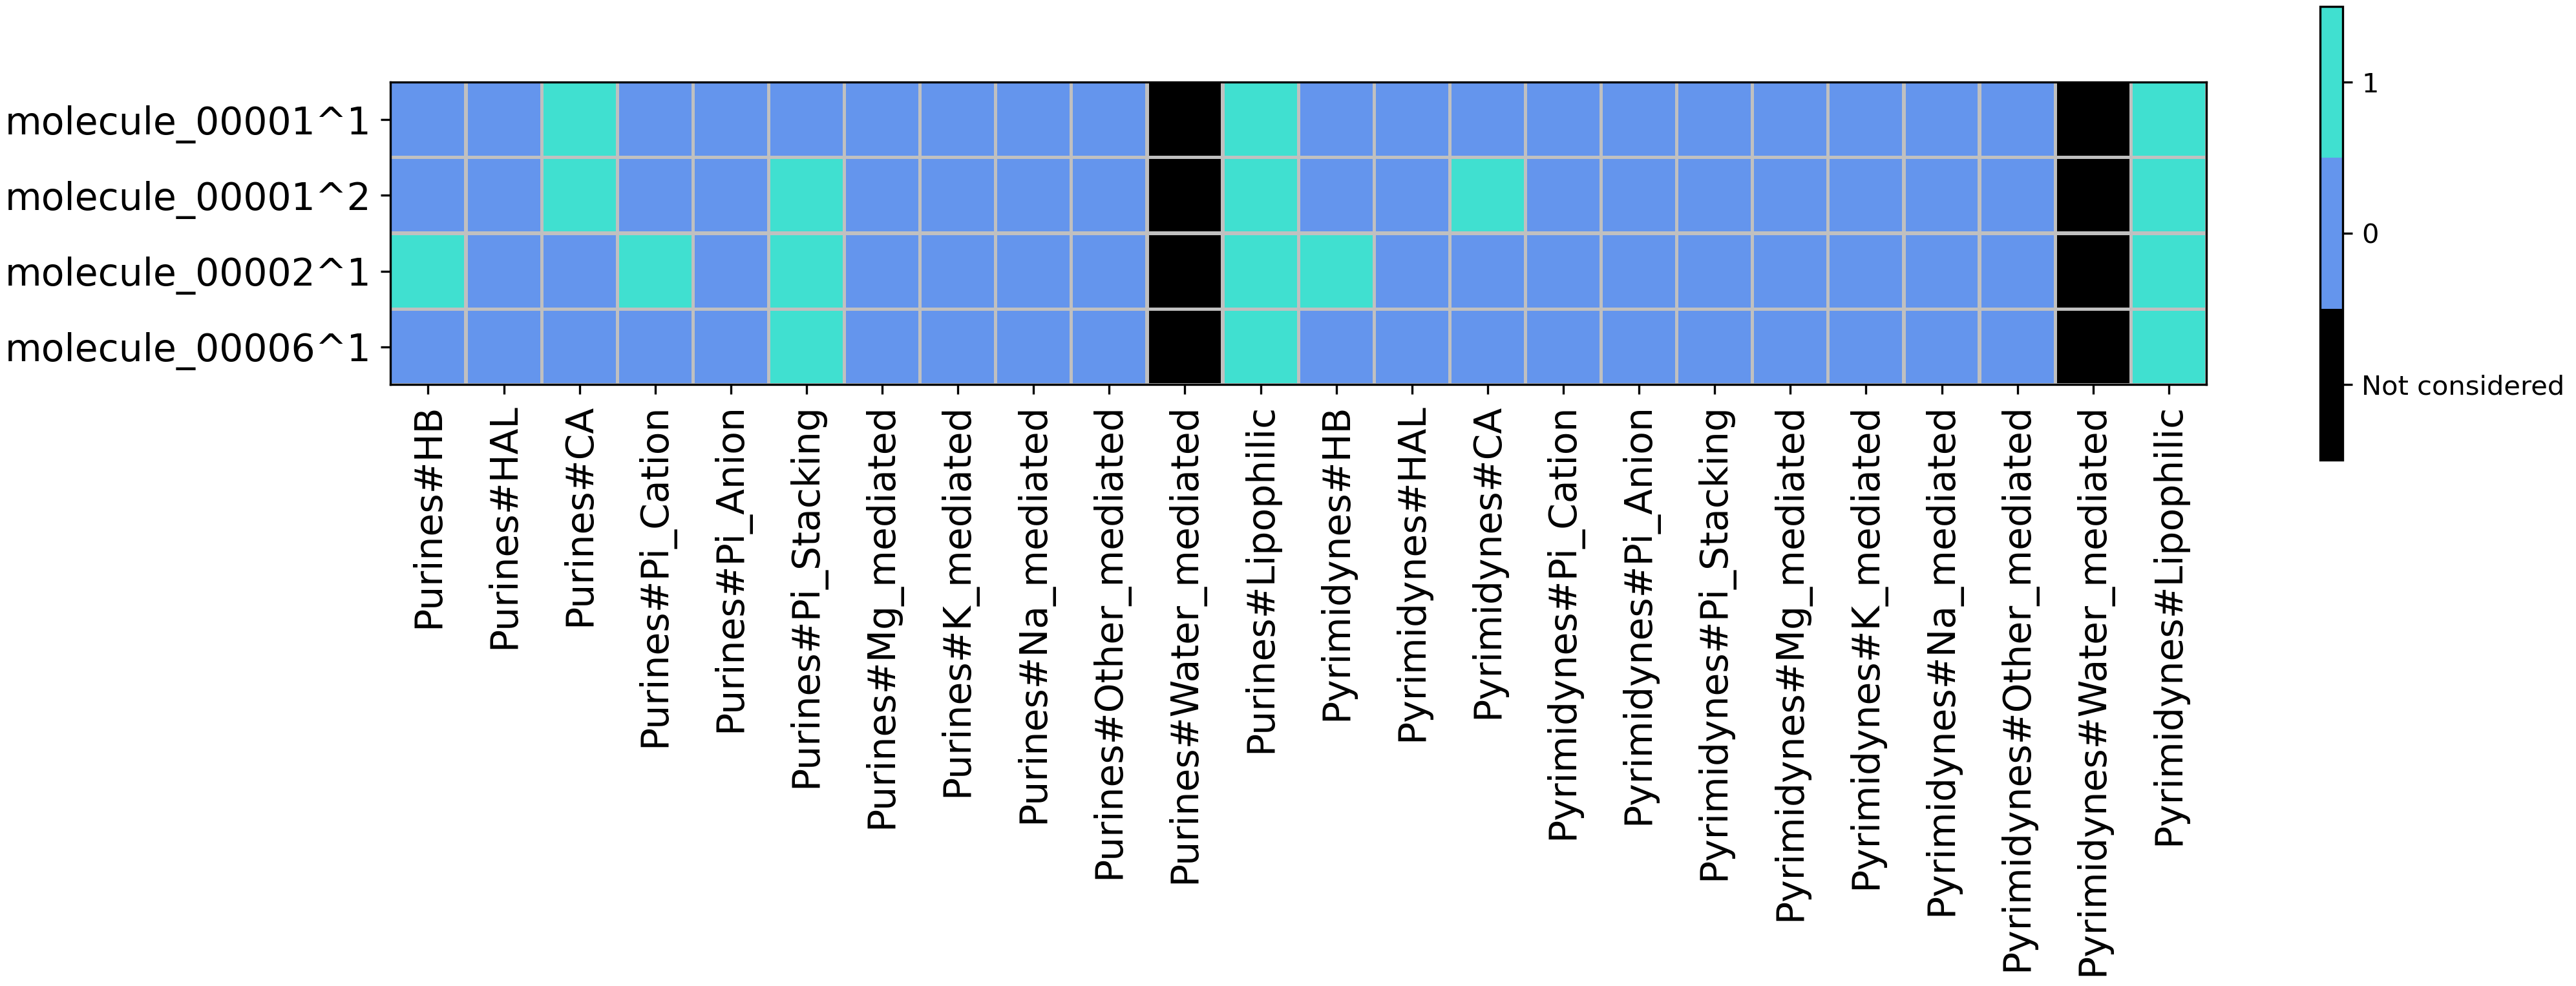 molecule_00001^1
molecule_00001^2
molecule_00002^1
molecule_00006^1
Purines#HB
Purines#HAL
Purines#CA
Purines#Pi_Cation
Purines#Pi_Anion
Purines#Pi_Stacking
Purines#Mg_mediated
Purines#K_mediated
Purines#Na_mediated
Purines#Other_mediated
Purines#Water_mediated
Purines#Lipophilic
Pyrimidynes#HB
Pyrimidynes#HAL
Pyrimidynes#CA
Pyrimidynes#Pi_Cation
Pyrimidynes#Pi_Anion
Pyrimidynes#Pi_Stacking
Pyrimidynes#Mg_mediated
Pyrimidynes#K_mediated
Pyrimidynes#Na_mediated
Pyrimidynes#Other_mediated
Pyrimidynes#Water_mediated
Pyrimidynes#Lipophilic
1
0
Not considered